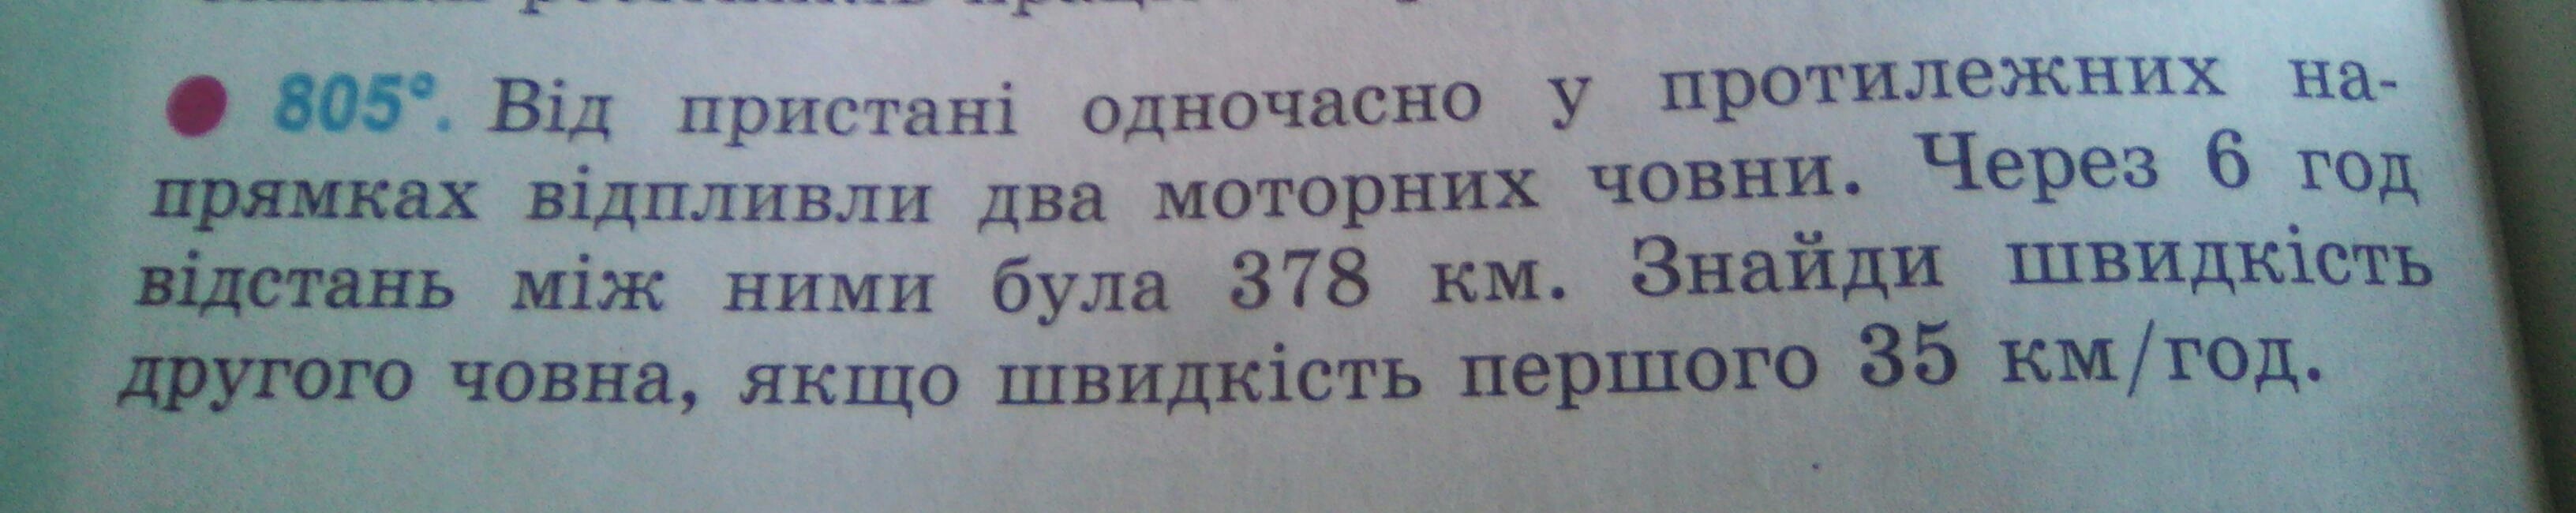 805°. Від пристані одночасно у протилежних на-
прямках відпливли два моторних човни. Через 6 год
відстань між ними була 378 км. Знайди швидкість
другого човна, якщо швидкість першого 35 км/год.